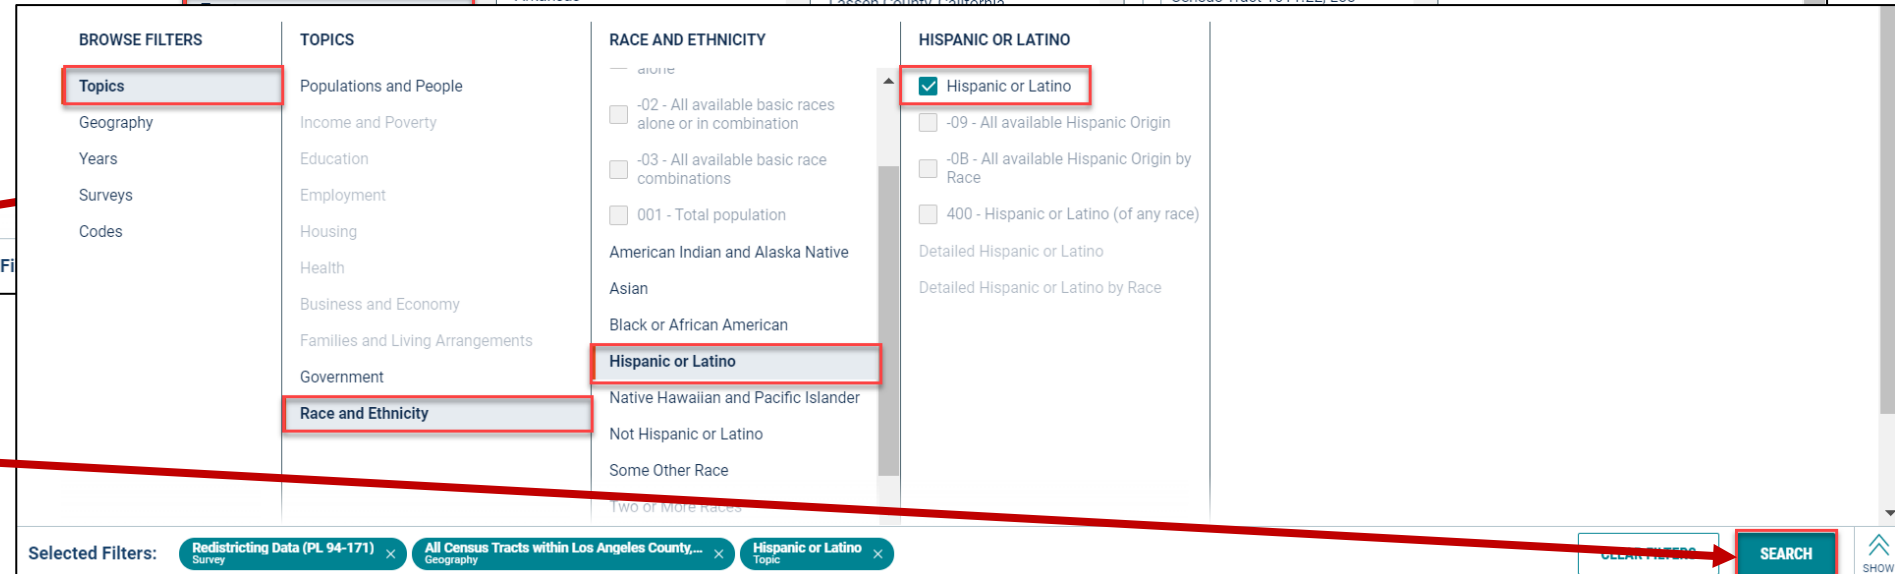 BROWSE FILTERS
Topics
Geography
Years
Surveys
Codes
TOPICS
Populations and People
Income and Poverty
Education
Employment
Housing
Health
Business and Economy
Families and Living Arrangements
Government
Race and Ethnicity
RACE AND ETHNICITY
alone
-02 - All available basic races
alone or in combination
-03 - All available basic race
combinations
001 - Total population
American Indian and Alaska Native
Asian
Black or African American
Hispanic or Latino
Native Hawaiian and Pacific Islander
Not Hispanic or Latino
Some Other Race
Two or More Races
HISPANIC OR LATINO
Hispanic or Latino
-09 - All available Hispanic Origin
-0B - All available Hispanic Origin by
Race
400 - Hispanic or Latino (of any race)
Detailed Hispanic or Latino
Detailed Hispanic or Latino by Race
Fi
Selected Filters:
Redistricting Data (PL 94-171)
Survey
All Census Tracts within Los Angeles County,...
Geography
Hispanic or Latino
Topic
CLEAR FILTERS
SEARCH
SHOW